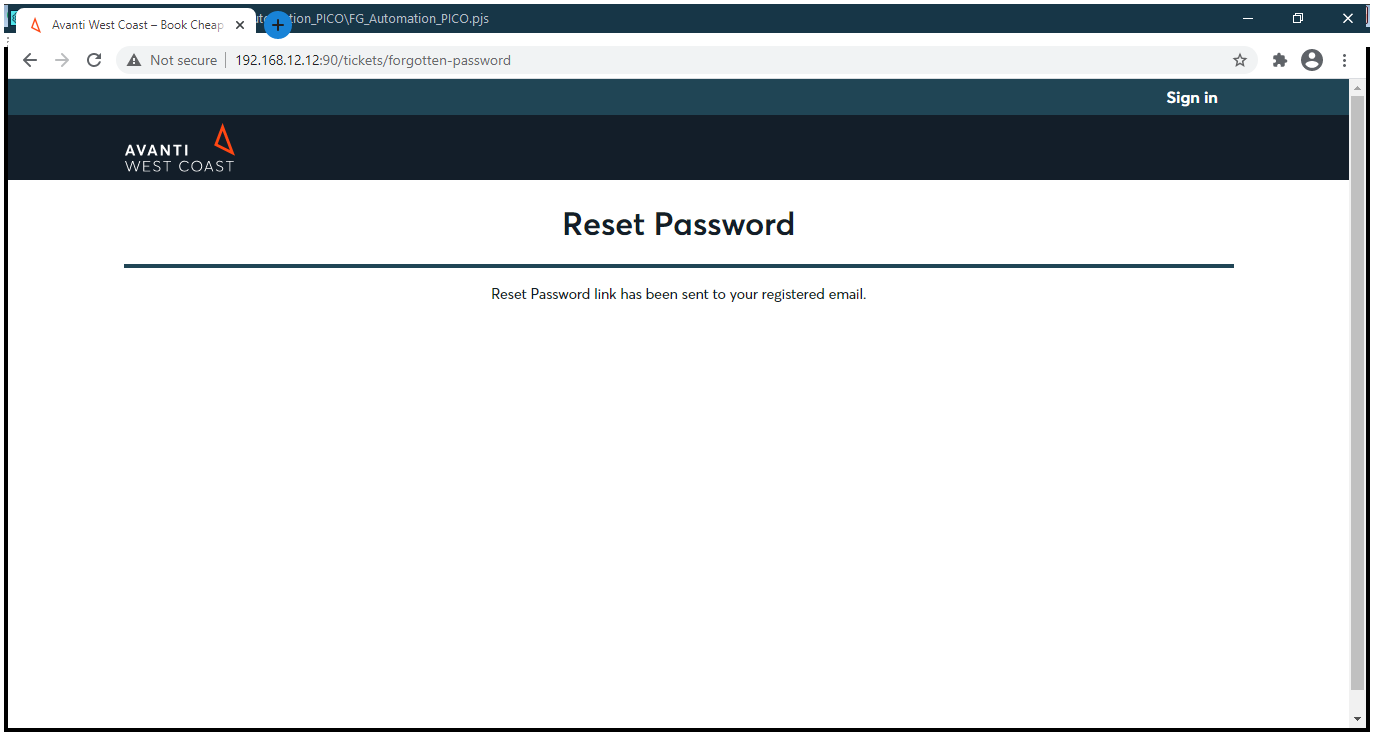 Avanti West Coast – Book Cheap
tion_PICO\FG_Automation_PICO.pjs
Not secure
192.168.12.12:90/tickets/forgotten-password
Sign in
AVANTI
WEST COAST
Reset Password
Reset Password link has been sent to your registered email.